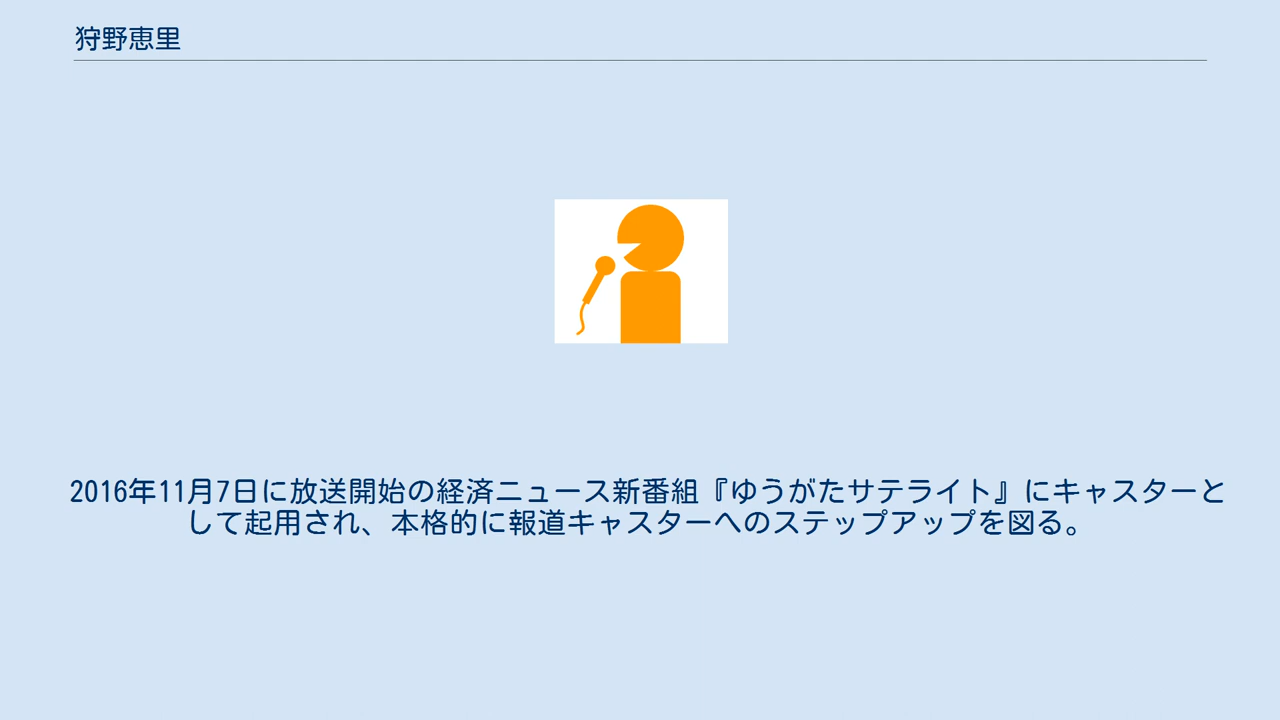 狩野恵里
2016年11月7日に放送開始の経済ニュース新番組『ゆうがたサテライト』にキャスターと
して起用され、本格的に報道キャスターへのステップアップを図る。